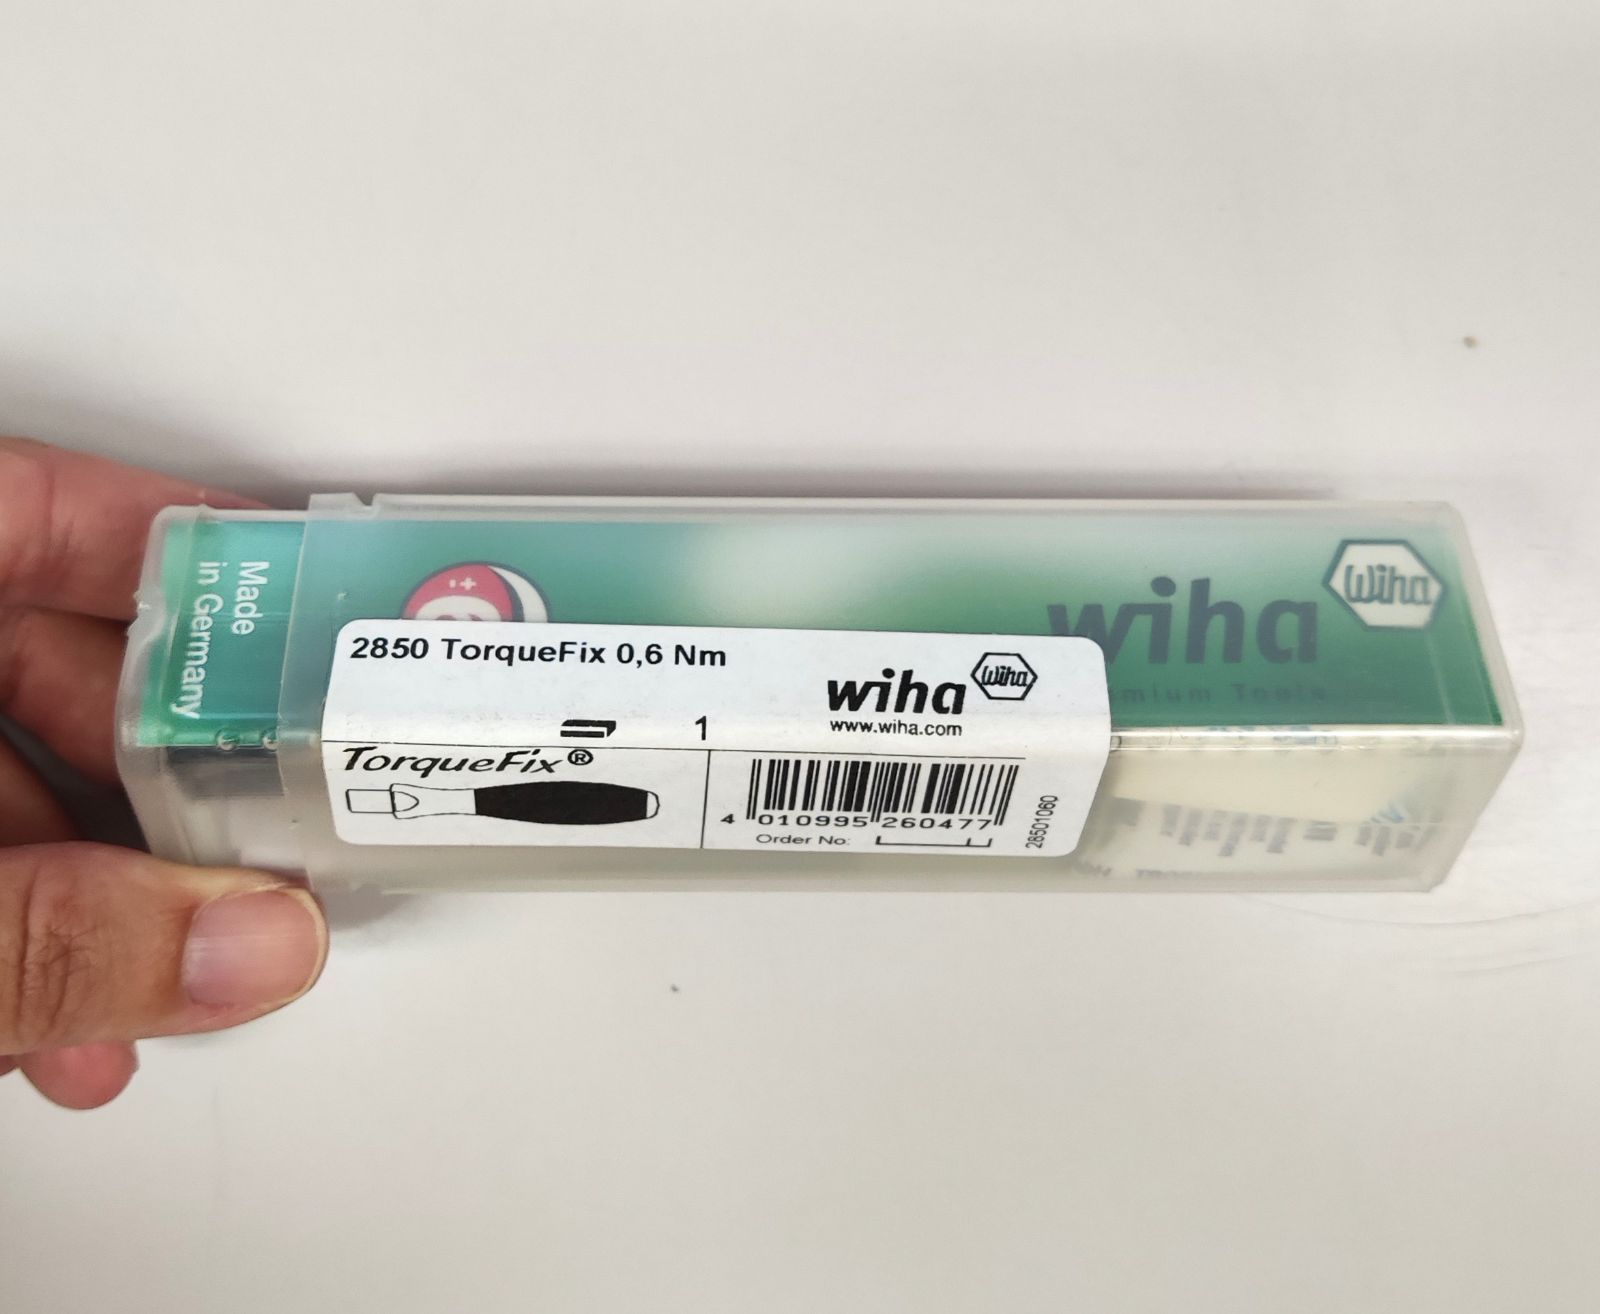 Made
in Germany
wiha
Wiha
Tools
2850 TorqueFix 0,6 Nm
wiha
Wiha
www.wiha.com
1
TorqueFix®
4 010995 260477
Order No:
28501060